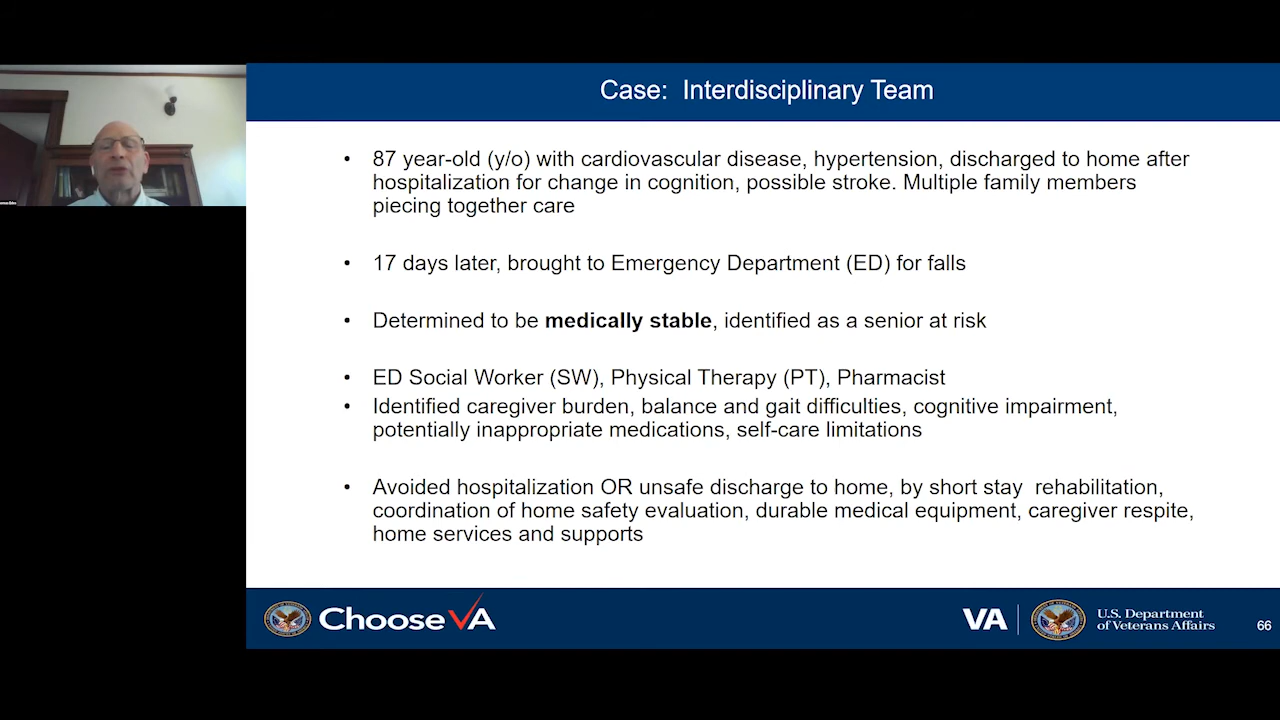 Case: Interdisciplinary Team
• 87 year-old (y/o) with cardiovascular disease, hypertension, discharged to home after
hospitalization for change in cognition, possible stroke. Multiple family members
piecing together care
• 17 days later, brought to Emergency Department (ED) for falls
• Determined to be medically stable, identified as a senior at risk
• ED Social Worker (SW), Physical Therapy (PT), Pharmacist
• Identified caregiver burden, balance and gait difficulties, cognitive impairment,
potentially inappropriate medications, self-care limitations
• Avoided hospitalization OR unsafe discharge to home, by short stay rehabilitation,
coordination of home safety evaluation, durable medical equipment, caregiver respite,
home services and supports
Choose VA
VA
U.S. Department
of Veterans Affairs
66